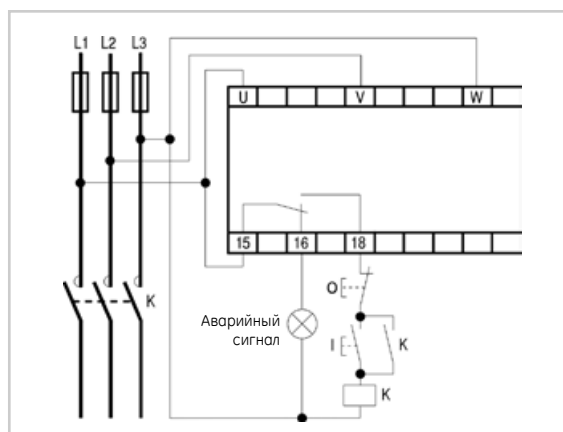 L1 L2 L3
U V W
15 16 18
K
O
Аварийный
сигнал
I K
K